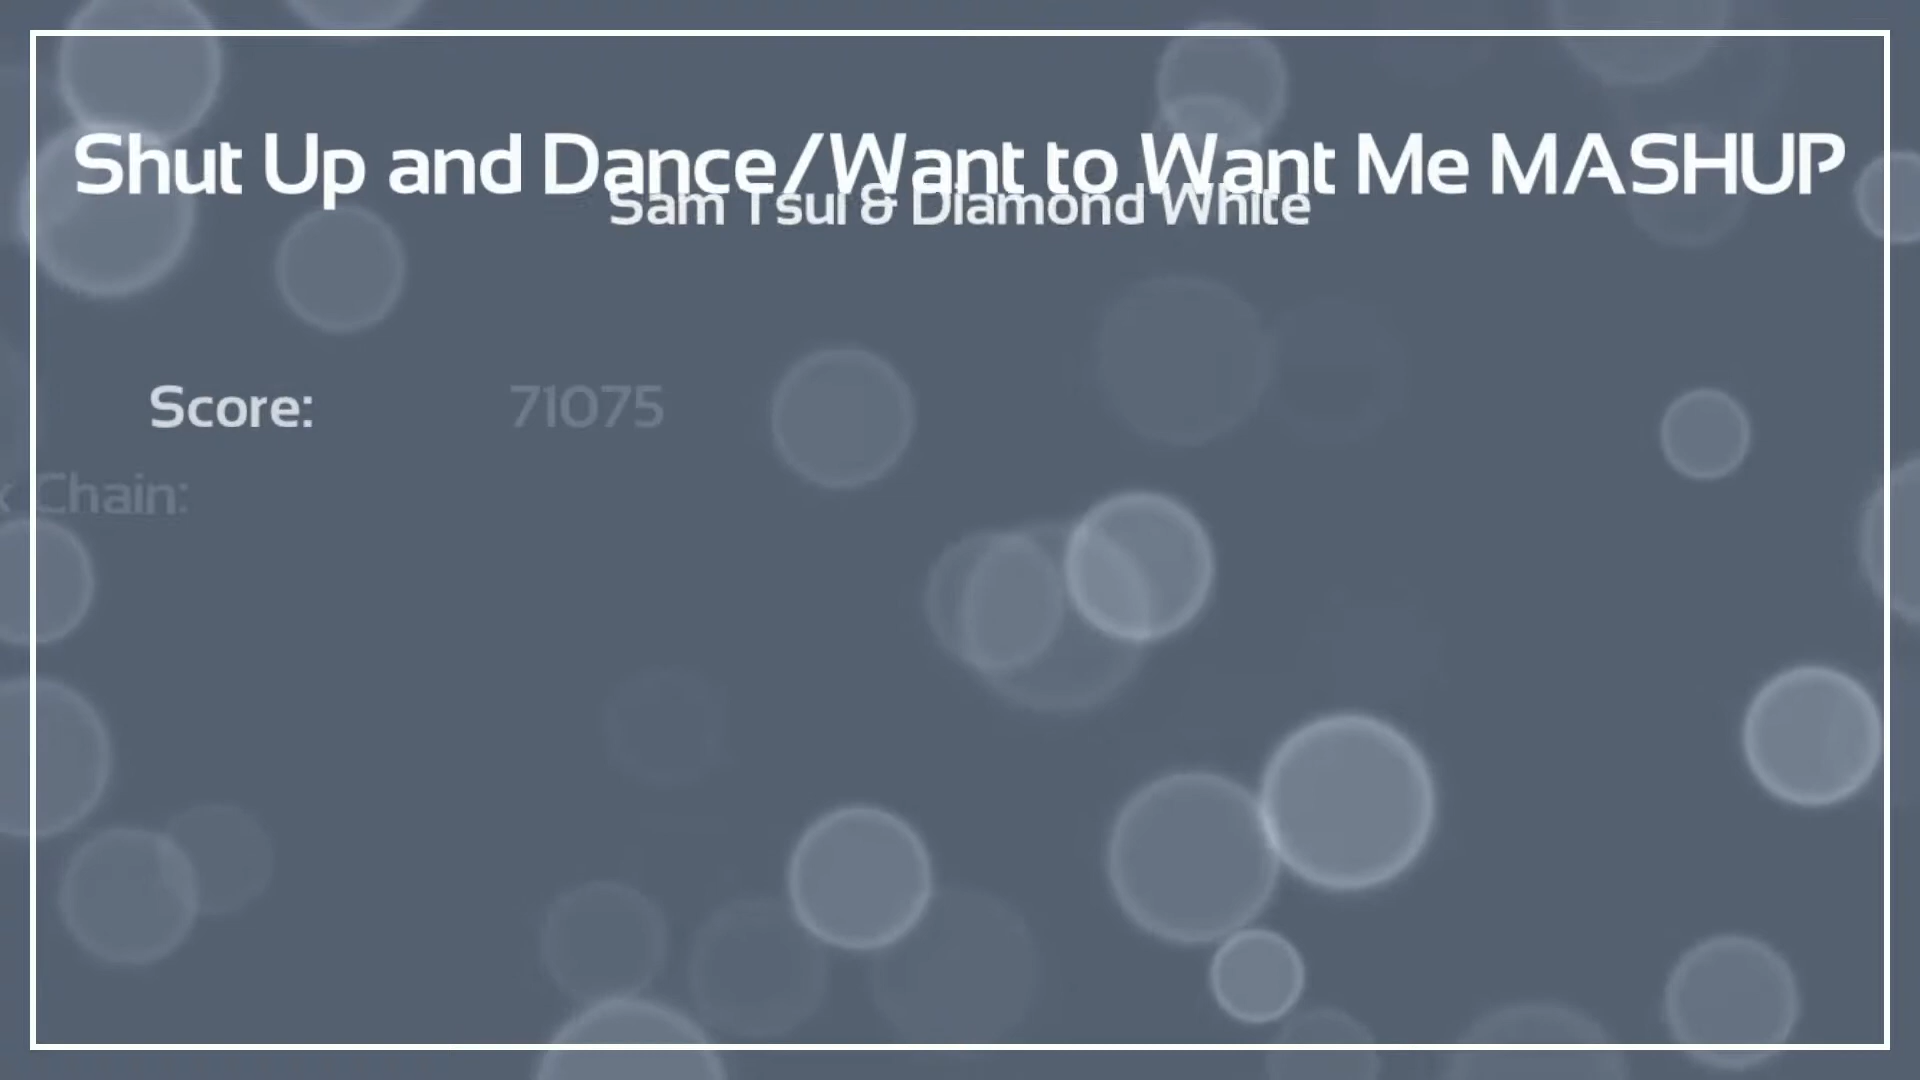 Shut Up and Dance/Want to Want Me MASHUP
Sam Tsui & Diamond White
Score: 71075
x Chain: